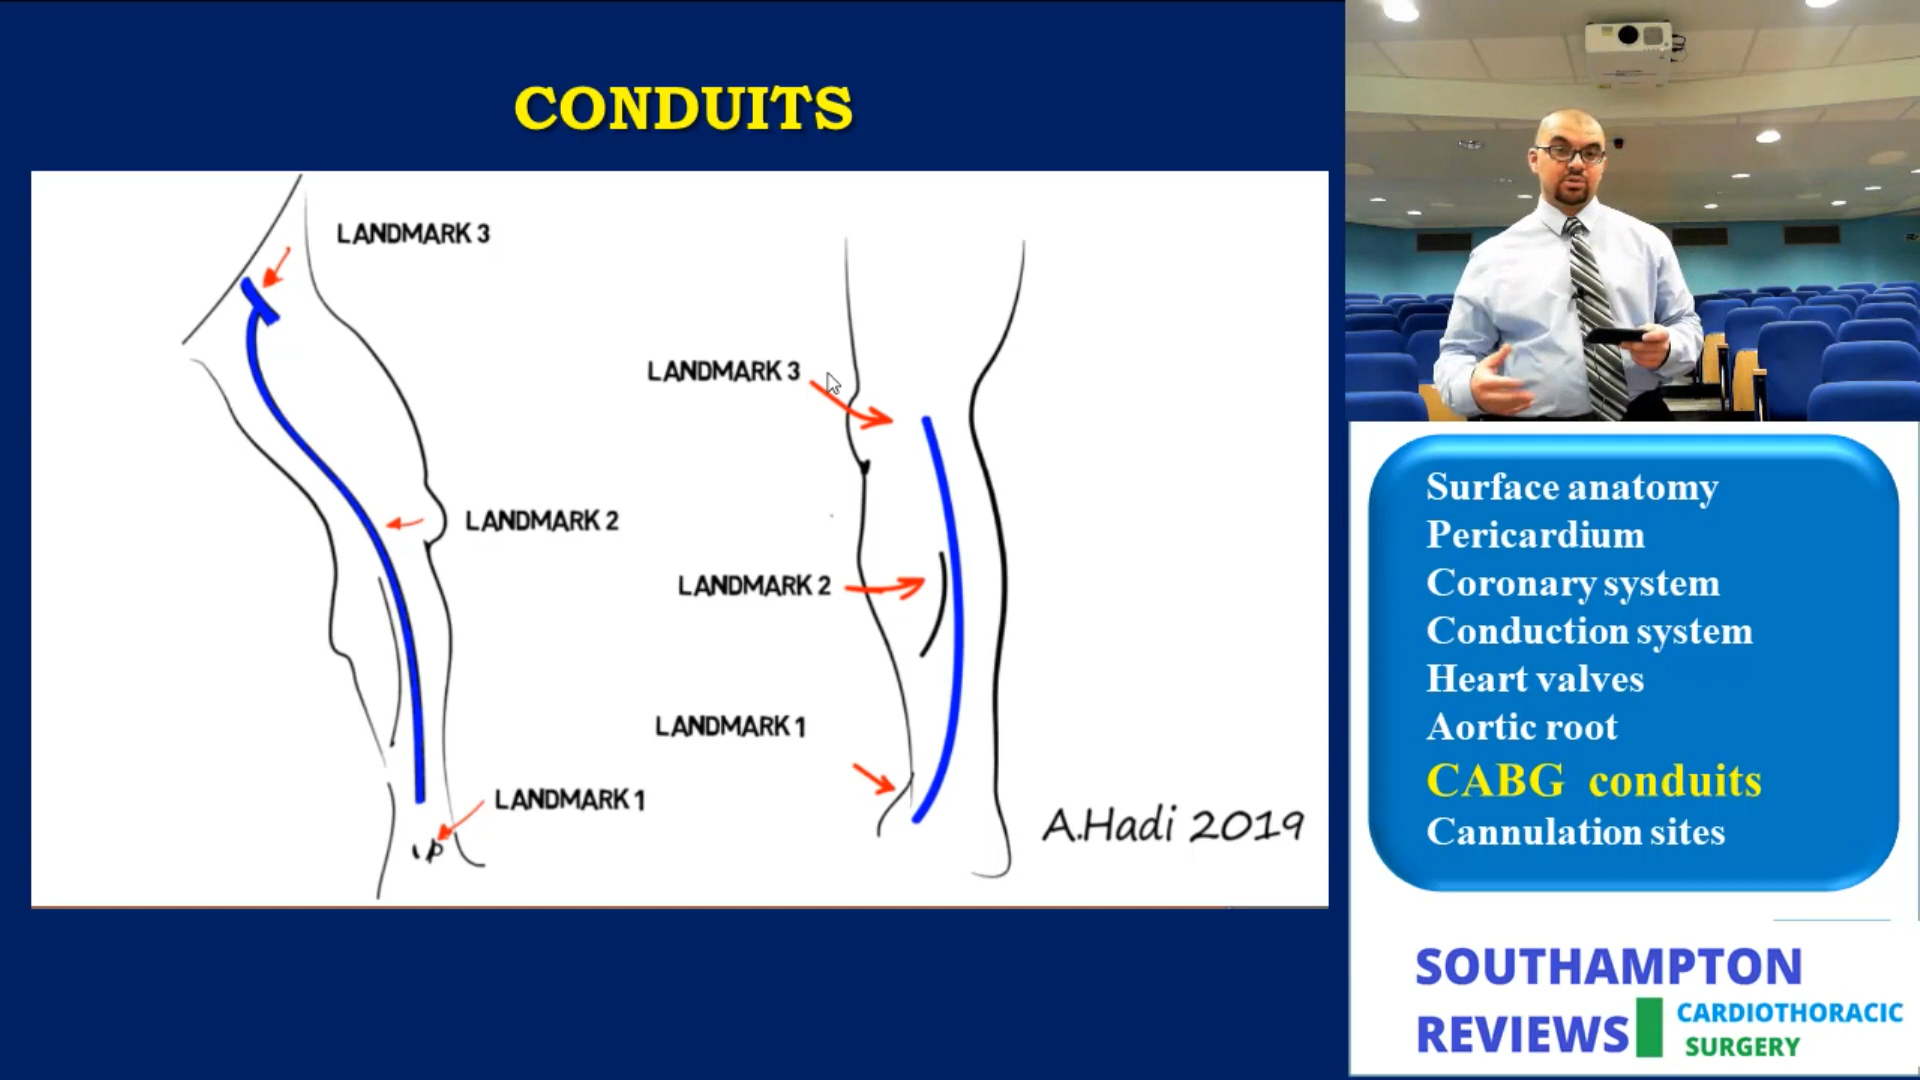 CONDUITS
LANDMARK 3
LANDMARK 2
LANDMARK 1
LANDMARK 3
LANDMARK 2
LANDMARK 1
A.Hadi 2019
Surface anatomy
Pericardium
Coronary system
Conduction system
Heart valves
Aortic root
CABG conduits
Cannulation sites
SOUTHAMPTON
REVIEWS
CARDIOTHORACIC
SURGERY